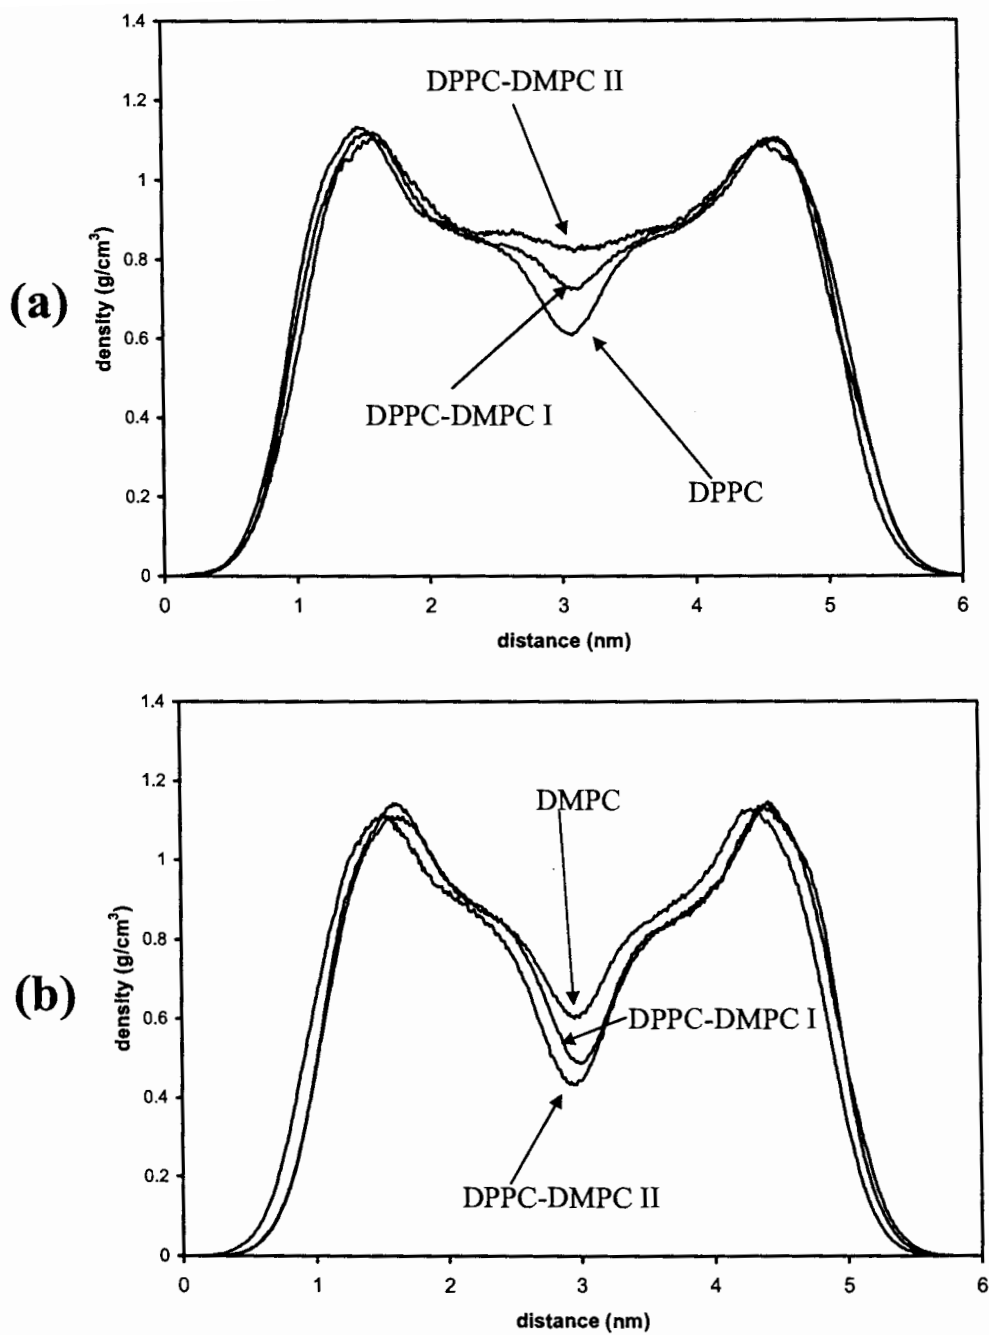 1.4
DPPC-DMPC II
1.2
1
0.8
(a)
density (g/cm³)
0.6
DPPC-DMPC I
0.4
DPPC
0.2
0
0 1 2 3 4 5 6
distance (nm)
1.4
1.2
DMPC
1
0.8
(b)
density (g/cm³)
0.6
DPPC-DMPC I
0.4
0.2
DPPC-DMPC II
0
0 1 2 3 4 5 6
distance (nm)